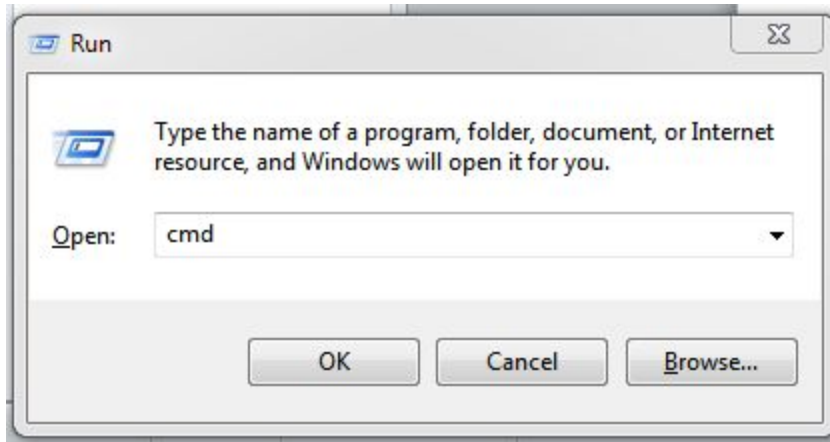 Run
Type the name of a program, folder, document, or Internet
resource, and Windows will open it for you.
Open: cmd
OK Cancel Browse...